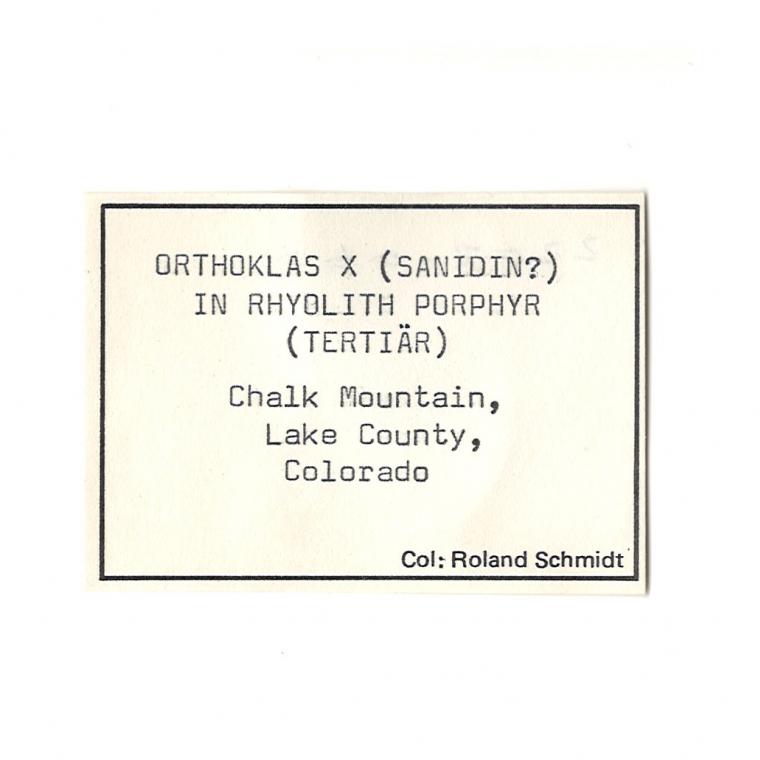 ORTHOKLAS X (SANIDIN?)
IN RHYOLITH PORPHYR
(TERTIÄR)
Chalk Mountain,
Lake County,
Colorado
Col: Roland Schmidt